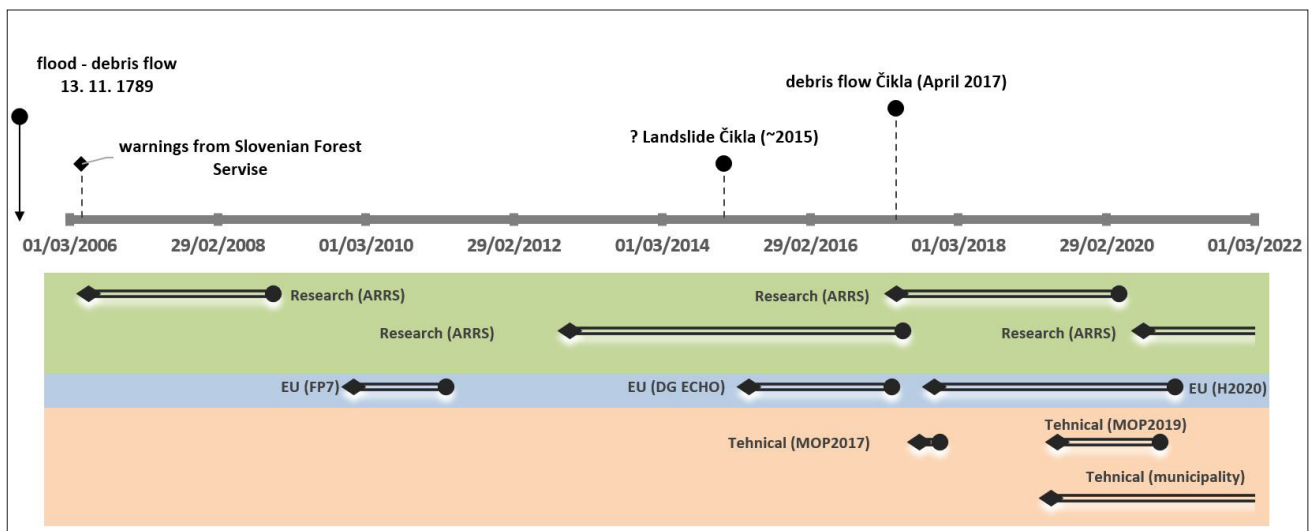 flood - debris flow
13. 11. 1789
debris flow Čikla (April 2017)
? Landslide Čikla (~2015)
warnings from Slovenian Forest
Servise
01/03/2006 29/02/2008 01/03/2010 29/02/2012 01/03/2014 29/02/2016 01/03/2018 29/02/2020 01/03/2022
Research (ARRS) Research (ARRS)
Research (ARRS) Research (ARRS)
EU (FP7) EU (DG ECHO) EU (H2020)
Tehnical (MOP2019)
Tehnical (MOP2017)
Tehnical (municipality)